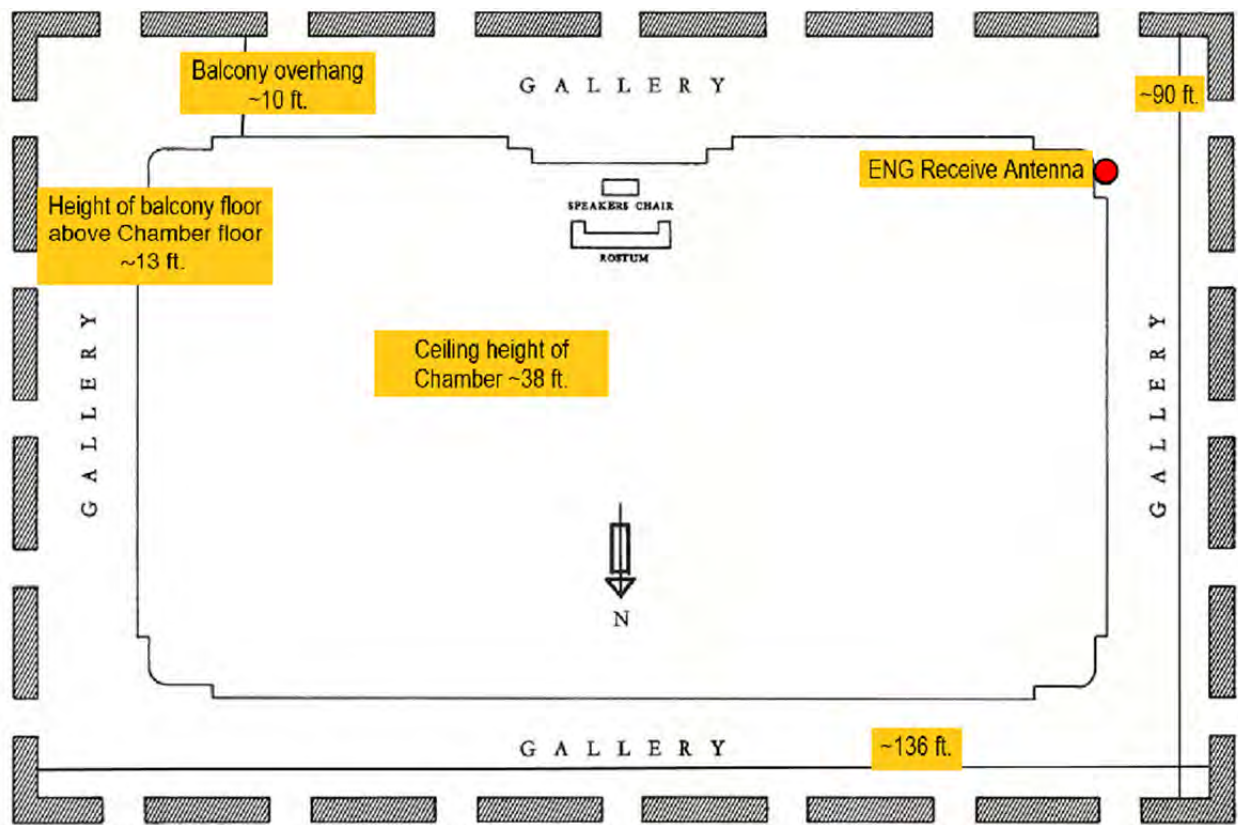 Balcony overhang
~10 ft.
GALLERY
~90 ft.
ENG Receive Antenna
SPEAKERS CHAIR
Height of balcony floor
above Chamber floor
~13 ft.
ROSTUM
GALLERY
GALLERY
Ceiling height of
Chamber ~38 ft.
N
GALLERY
~136 ft.